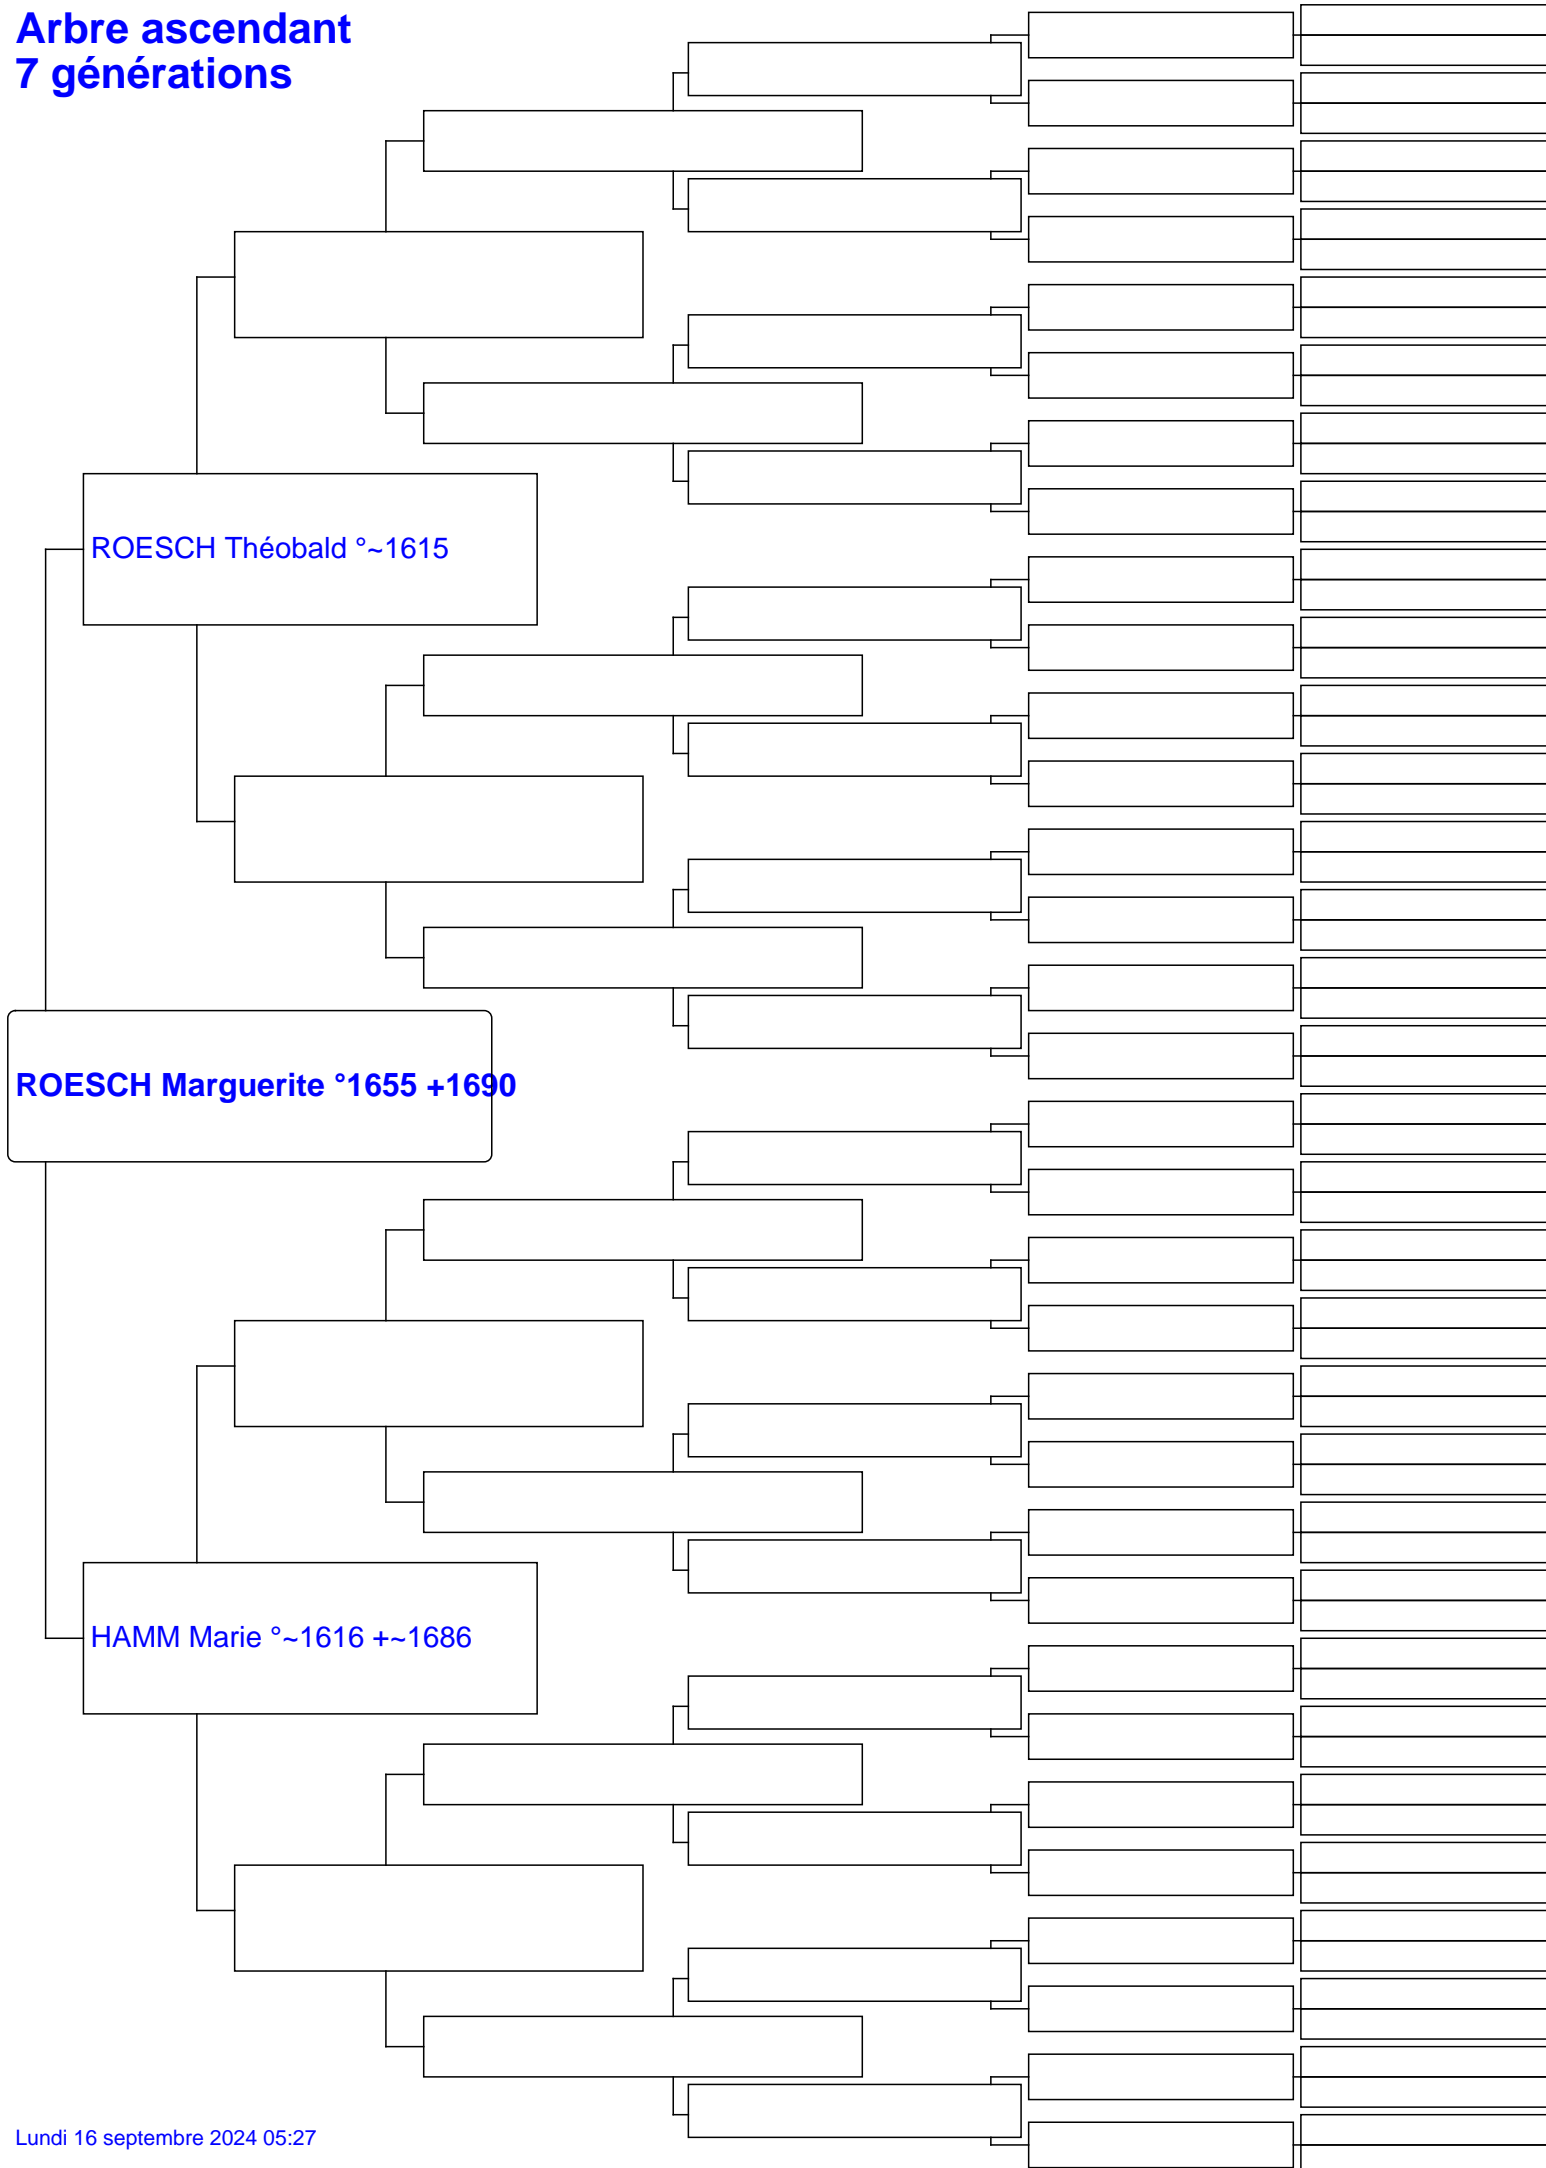 Arbre ascendant
7 générations
ROESCH Théobald °~1615
ROESCH Marguerite °1655 +1690
HAMM Marie °~1616 +~1686
Lundi 16 septembre 2024 05:27